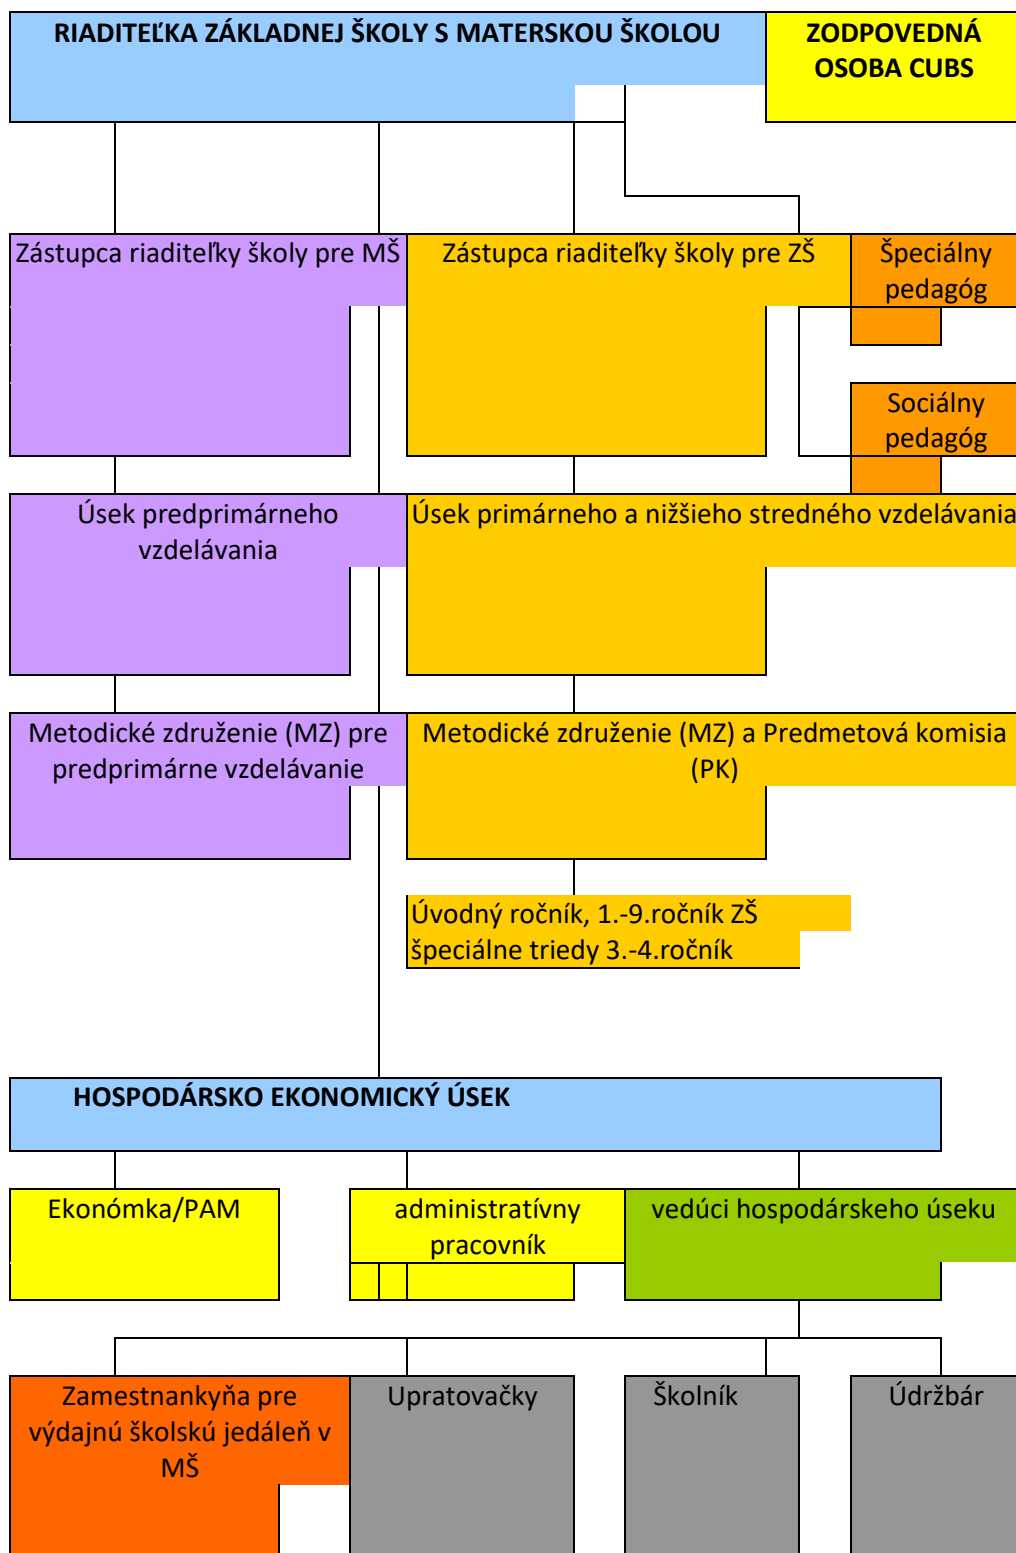 RIADITEĽKA ZÁKLADNEJ ŠKOLY S MATERSKOU ŠKOLOU
ZODPOVEDNÁ
OSOBA CUBS
Zástupca riaditeľky školy pre MŠ
Zástupca riaditeľky školy pre ZŠ
Špeciálny
pedagóg
Sociálny
pedagóg
Úsek predprimárneho
vzdelávania
Úsek primárneho a nižšieho stredného vzdelávania
Metodické združenie (MZ) pre
predprimárne vzdelávanie
Metodické združenie (MZ) a Predmetová komisia
(PK)
Úvodný ročník, 1.-9.ročník ZŠ
špeciálne triedy 3.-4.ročník
HOSPODÁRSKO EKONOMICKÝ ÚSEK
Ekonómka/PAM
administratívny
pracovník
vedúci hospodárskeho úseku
Zamestnankyňa pre
výdajnú školskú jedáleň v
MŠ
Upratovačky
Školník
Údržbár